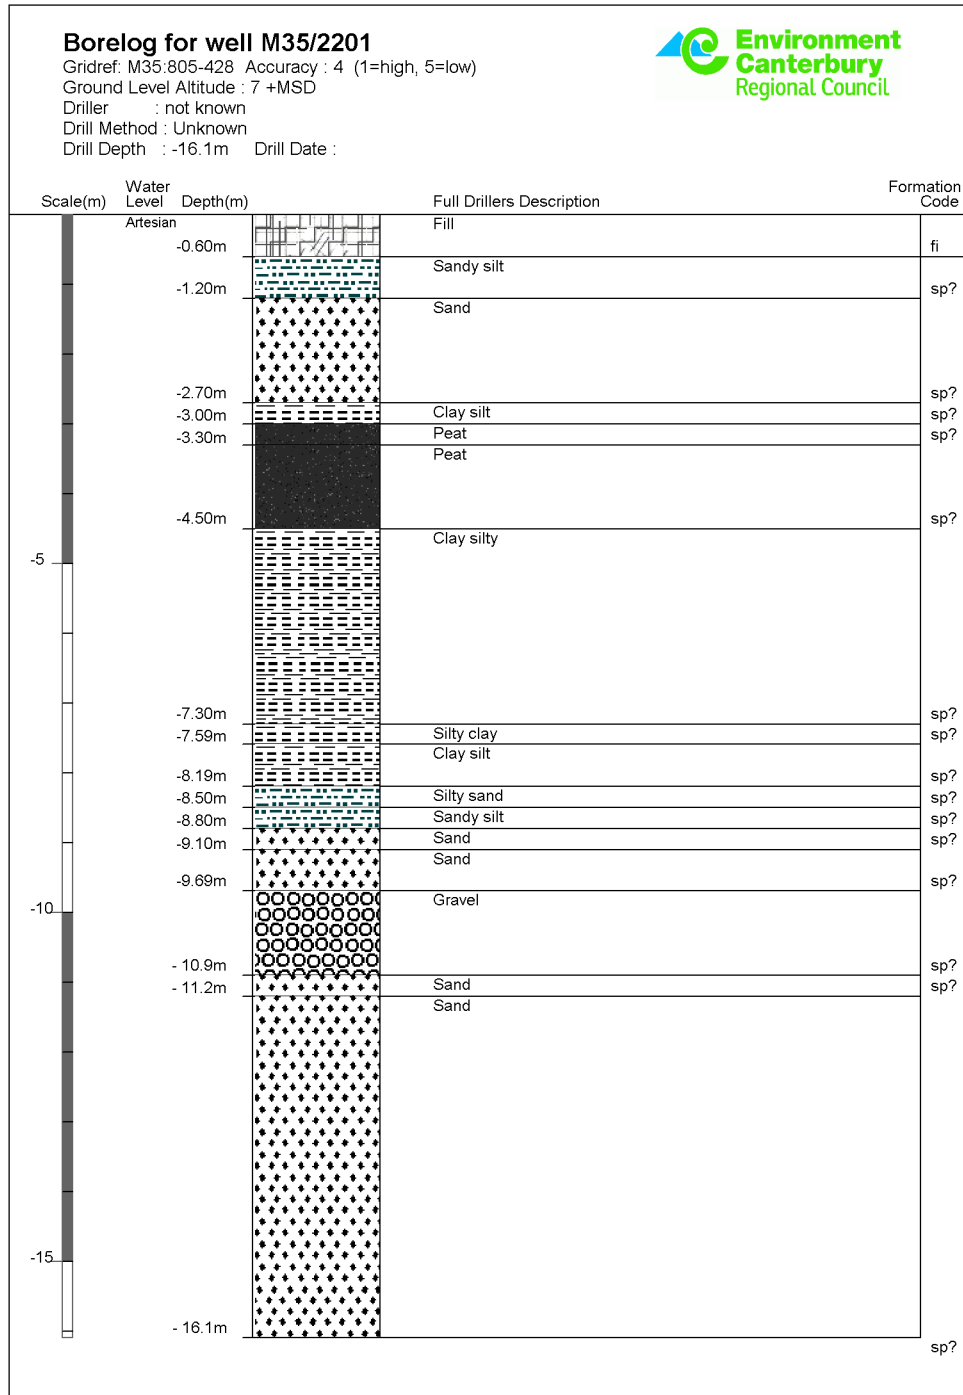 Borelog for well M35/2201
Gridref: M35:805-428 Accuracy : 4 (1=high, 5=low)
Ground Level Altitude : 7 +MSD
Driller : not known
Drill Method : Unknown
Drill Depth : -16.1m Drill Date :
Environment
Canterbury
Regional Council
Scale(m)
Water
Level
Depth(m)
Full Drillers Description
Formation
Code
Artesian
Fill
-0.60m fi
Sandy silt
-1.20m sp?
Sand
-2.70m sp?
Clay silt
-3.00m sp?
Peat
-3.30m sp?
Peat
-4.50m sp?
Clay silty
-5
-7.30m sp?
Silty clay
-7.59m sp?
Clay silt
-8.19m sp?
Silty sand
-8.50m sp?
Sandy silt
-8.80m sp?
Sand
-9.10m sp?
Sand
-9.69m sp?
Gravel
-10
- 10.9m sp?
Sand
- 11.2m sp?
Sand
-15
- 16.1m
sp?